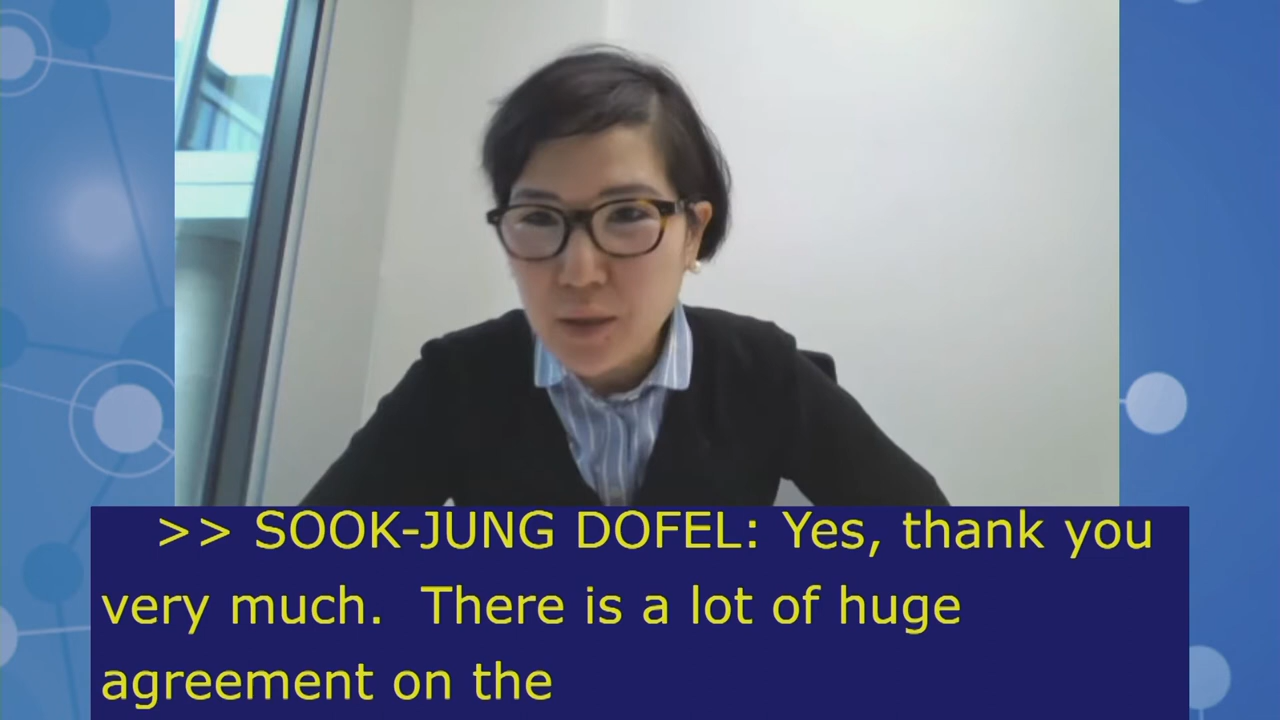 >> SOOK-JUNG DOFEL: Yes, thank you
very much.  There is a lot of huge
agreement on the